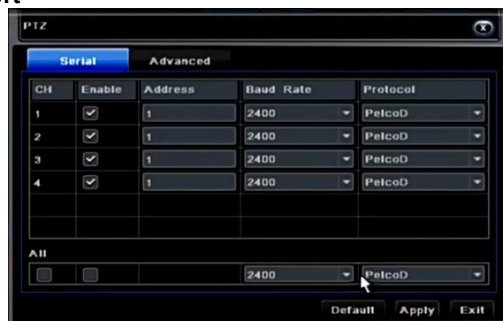 PTZ X
Serial Advanced
CH Enable Address Baud Rate Protocol
1 1 2400 PelcoD
2 1 2400 PelcoD
3 1 2400 PelcoD
4 1 2400 PelcoD
All
2400 PelcoD
Default Apply Exit